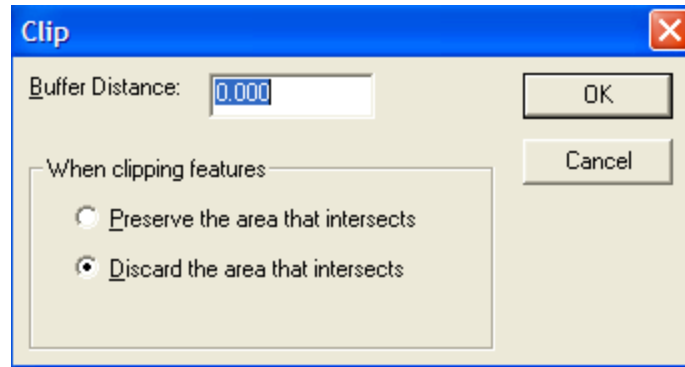 Clip
Buffer Distance: 0.000
OK
When clipping features
Cancel
Preserve the area that intersects
Discard the area that intersects